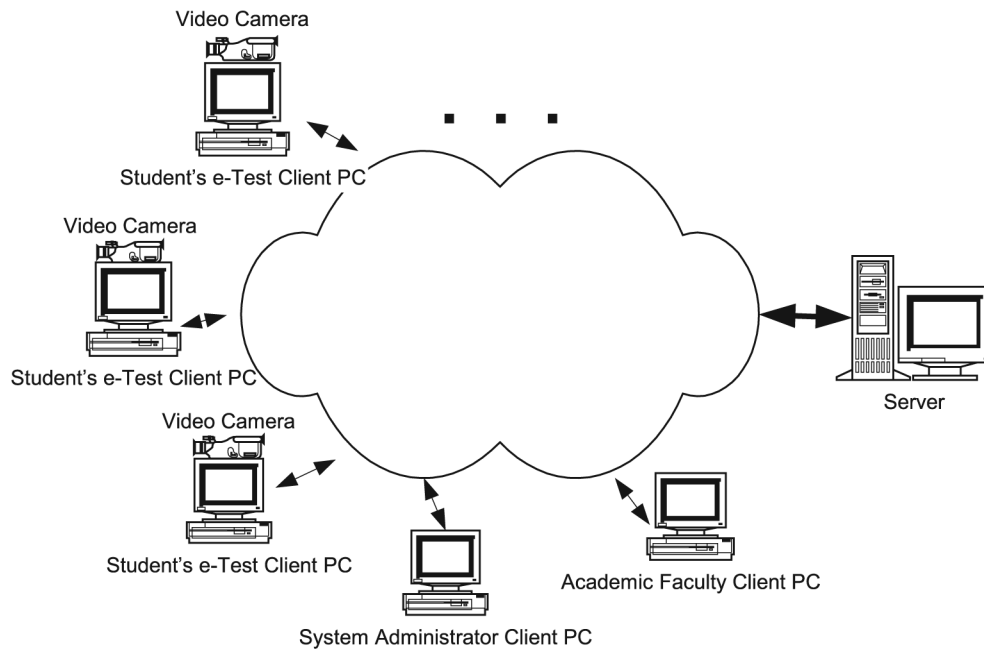 Video Camera
Student's e-Test Client PC
Video Camera
Student's e-Test Client PC
Video Camera
Student's e-Test Client PC
System Administrator Client PC
Academic Faculty Client PC
Server